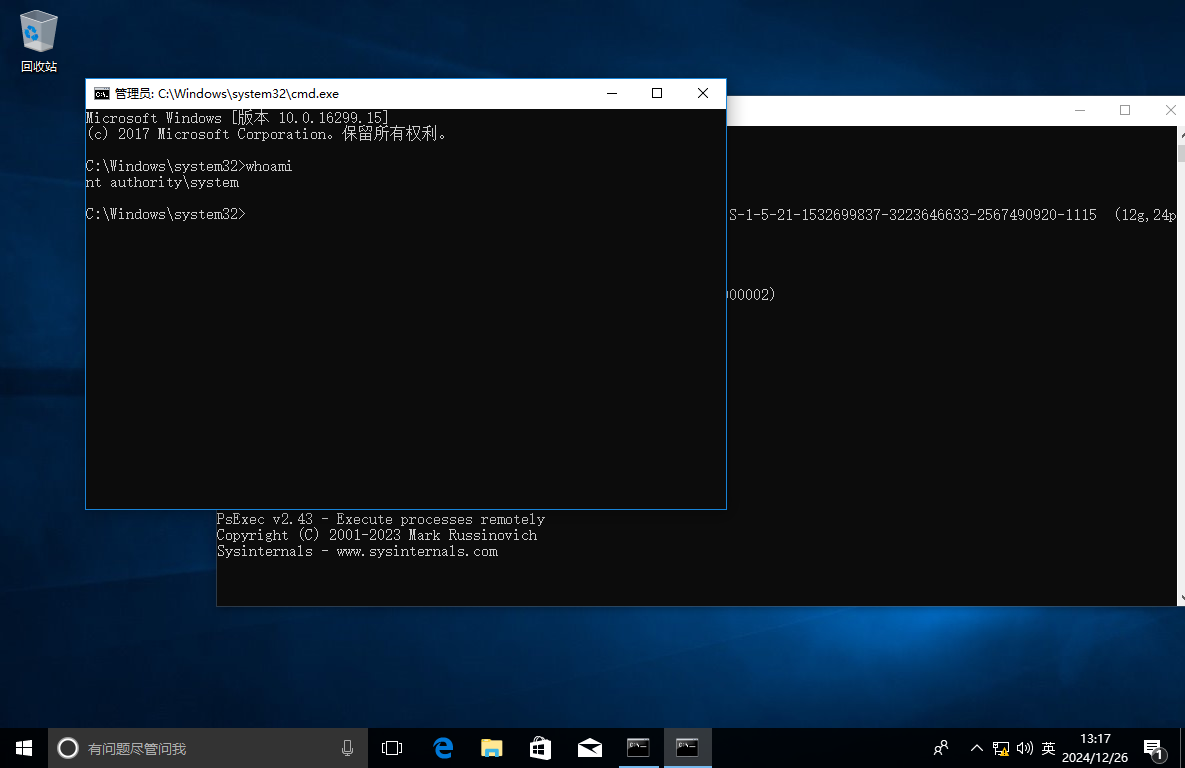 回收站
管理员: C:\Windows\system32\cmd.exe
Microsoft Windows [版本 10.0.16299.15]
(c) 2017 Microsoft Corporation。保留所有权利。
C:\Windows\system32>whoami
nt authority\system
C:\Windows\system32>
S-1-5-21-1532699837-3223646633-2567490920-1115 (12g,24p
00002)
PsExec v2.43 - Execute processes remotely
Copyright (C) 2001-2023 Mark Russinovich
Sysinternals - www.sysinternals.com
有问题尽管问我
英
13:17
2024/12/26
1